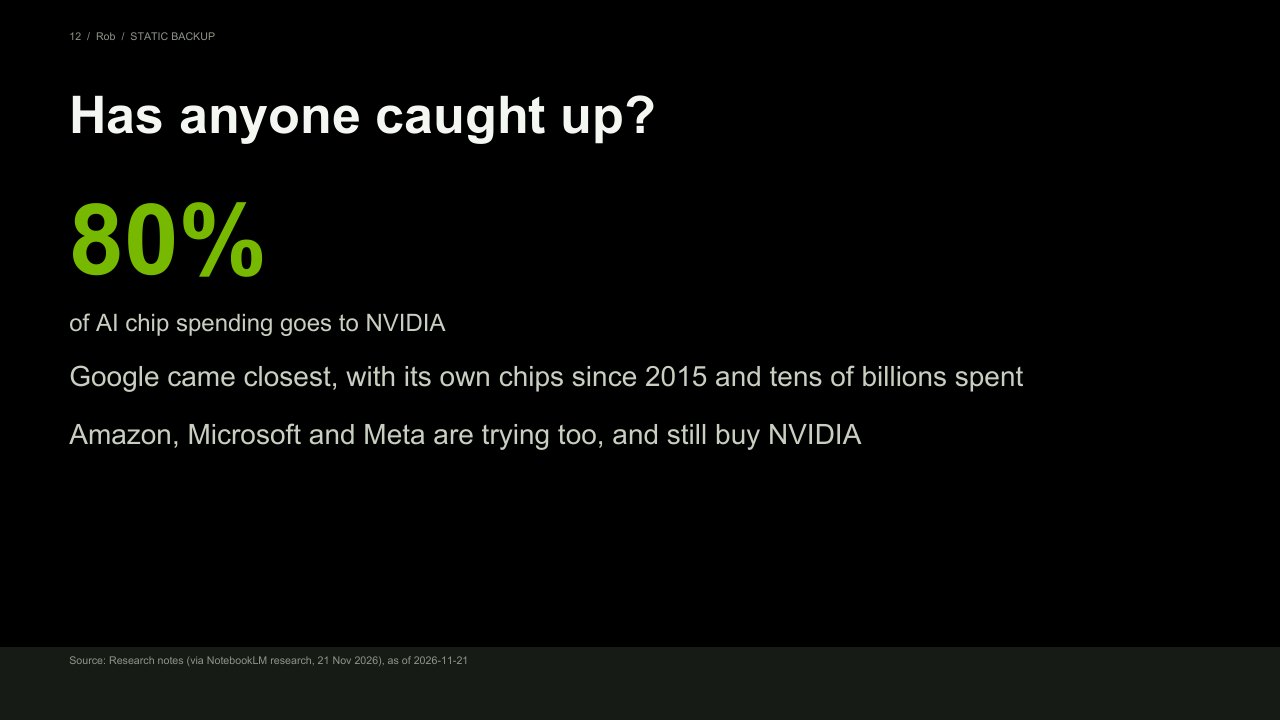 12 / Rob / STATIC BACKUP
Has anyone caught up?
80%
of AI chip spending goes to NVIDIA
Google came closest, with its own chips since 2015 and tens of billions spent
Amazon, Microsoft and Meta are trying too, and still buy NVIDIA
Source: Research notes (via NotebookLM research, 21 Nov 2026), as of 2026-11-21